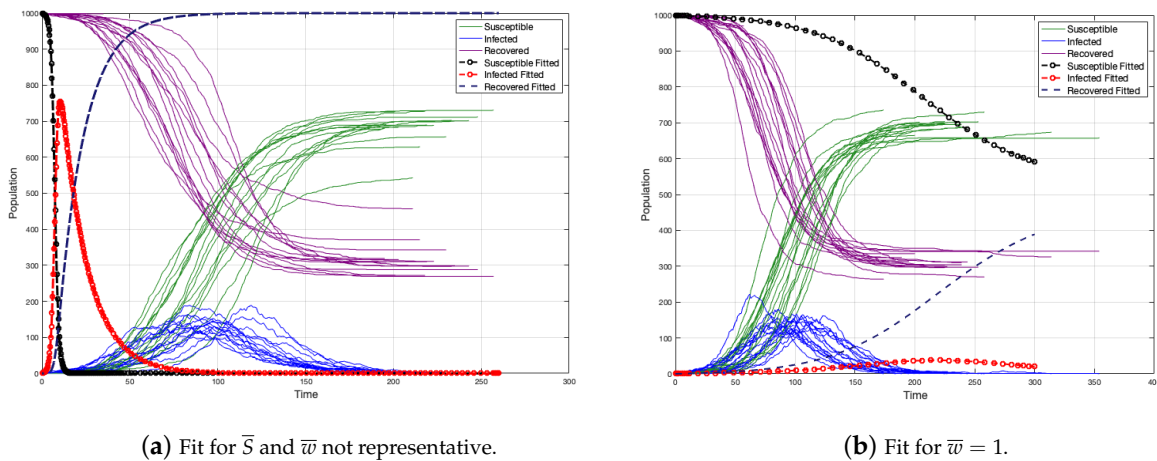 1000
900
800
700
600
500
400
300
200
100
0
Population
0
50
100
150
200
250
300
Time
Susceptible
Infected
Recovered
Susceptible Fitted
Infected Fitted
Recovered Fitted
(a) Fit for S̅ and w̅ not representative.
1000
900
800
700
600
500
400
300
200
100
0
Population
0
50
100
150
200
250
300
350
40
Time
Susceptible
Infected
Recovered
Susceptible Fitted
Infected Fitted
Recovered Fitted
(b) Fit for w̅ = 1.